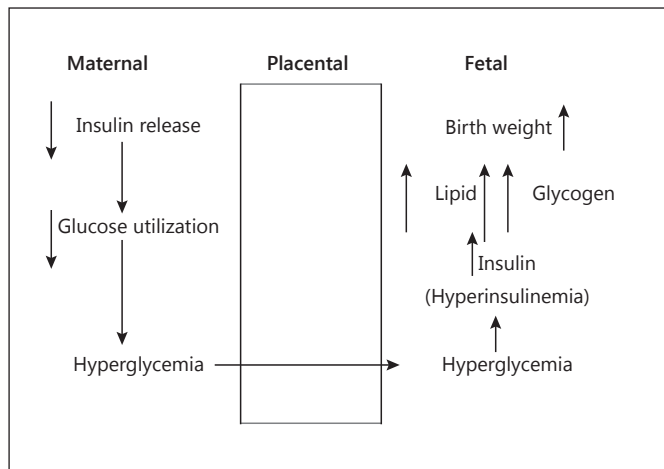 Maternal Placental Fetal
Insulin release Birth weight
Lipid Glycogen
Glucose utilization
Insulin
(Hyperinsulinemia)
Hyperglycemia Hyperglycemia